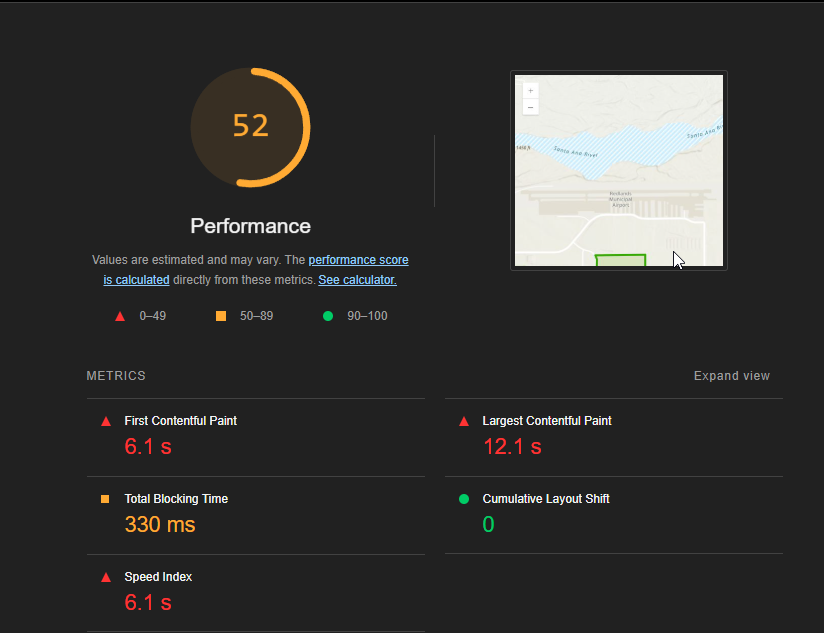 52
Performance
Values are estimated and may vary. The performance score
is calculated directly from these metrics. See calculator.
0–49
50–89
90–100
+
−
Santa Ana River
Santa Ana
Redlands
Municipal
Airport
METRICS
Expand view
First Contentful Paint
6.1 s
Largest Contentful Paint
12.1 s
Total Blocking Time
330 ms
Cumulative Layout Shift
0
Speed Index
6.1 s